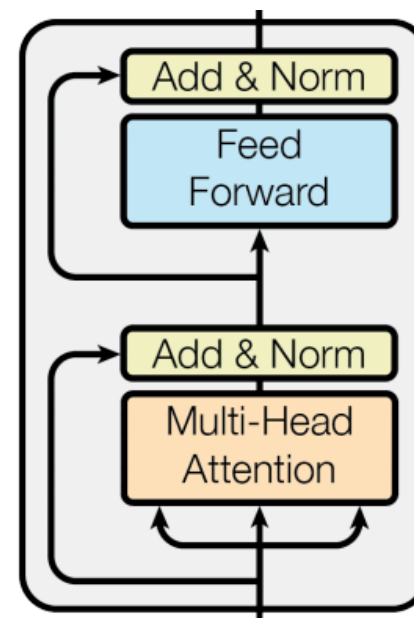 Add & Norm
Feed
Forward
Add & Norm
Multi-Head
Attention